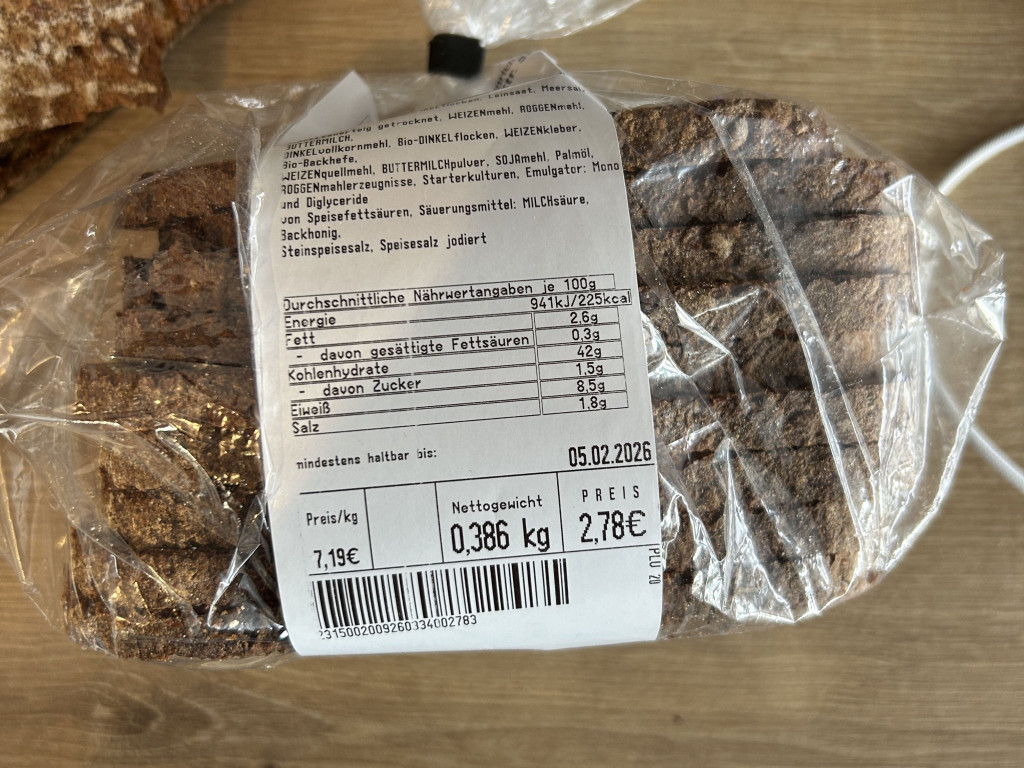 Leinsaat, Meersalz
getrocknet, WEIZENmehl, ROGGENmehl,
BUTTERMILCH,
DINKELvollkornmehl, Bio-DINKELflocken, WEIZENkleber,
Bio-Backhefe,
WEIZENquellmehl, BUTTERMILCHpulver, SOJAmehl, Palmöl,
ROGGENmahlerzeugnisse, Starterkulturen, Emulgator: Mono
und Diglyceride
von Speisefettsäuren, Säuerungsmittel: MILCHsäure,
Backhonig,
Steinspeisesalz, Speisesalz jodiert
Durchschnittliche Nährwertangaben je 100g
Energie 941kJ/225kcal
Fett 2,6g
- davon gesättigte Fettsäuren 0,3g
Kohlenhydrate 42g
- davon Zucker 1,5g
Eiweiß 8,5g
Salz 1,8g
mindestens haltbar bis: 05.02.2026
Preis/kg Nettogewicht PREIS
7,19€ 0,386 kg 2,78€
PLU 20
2315002009260334002783